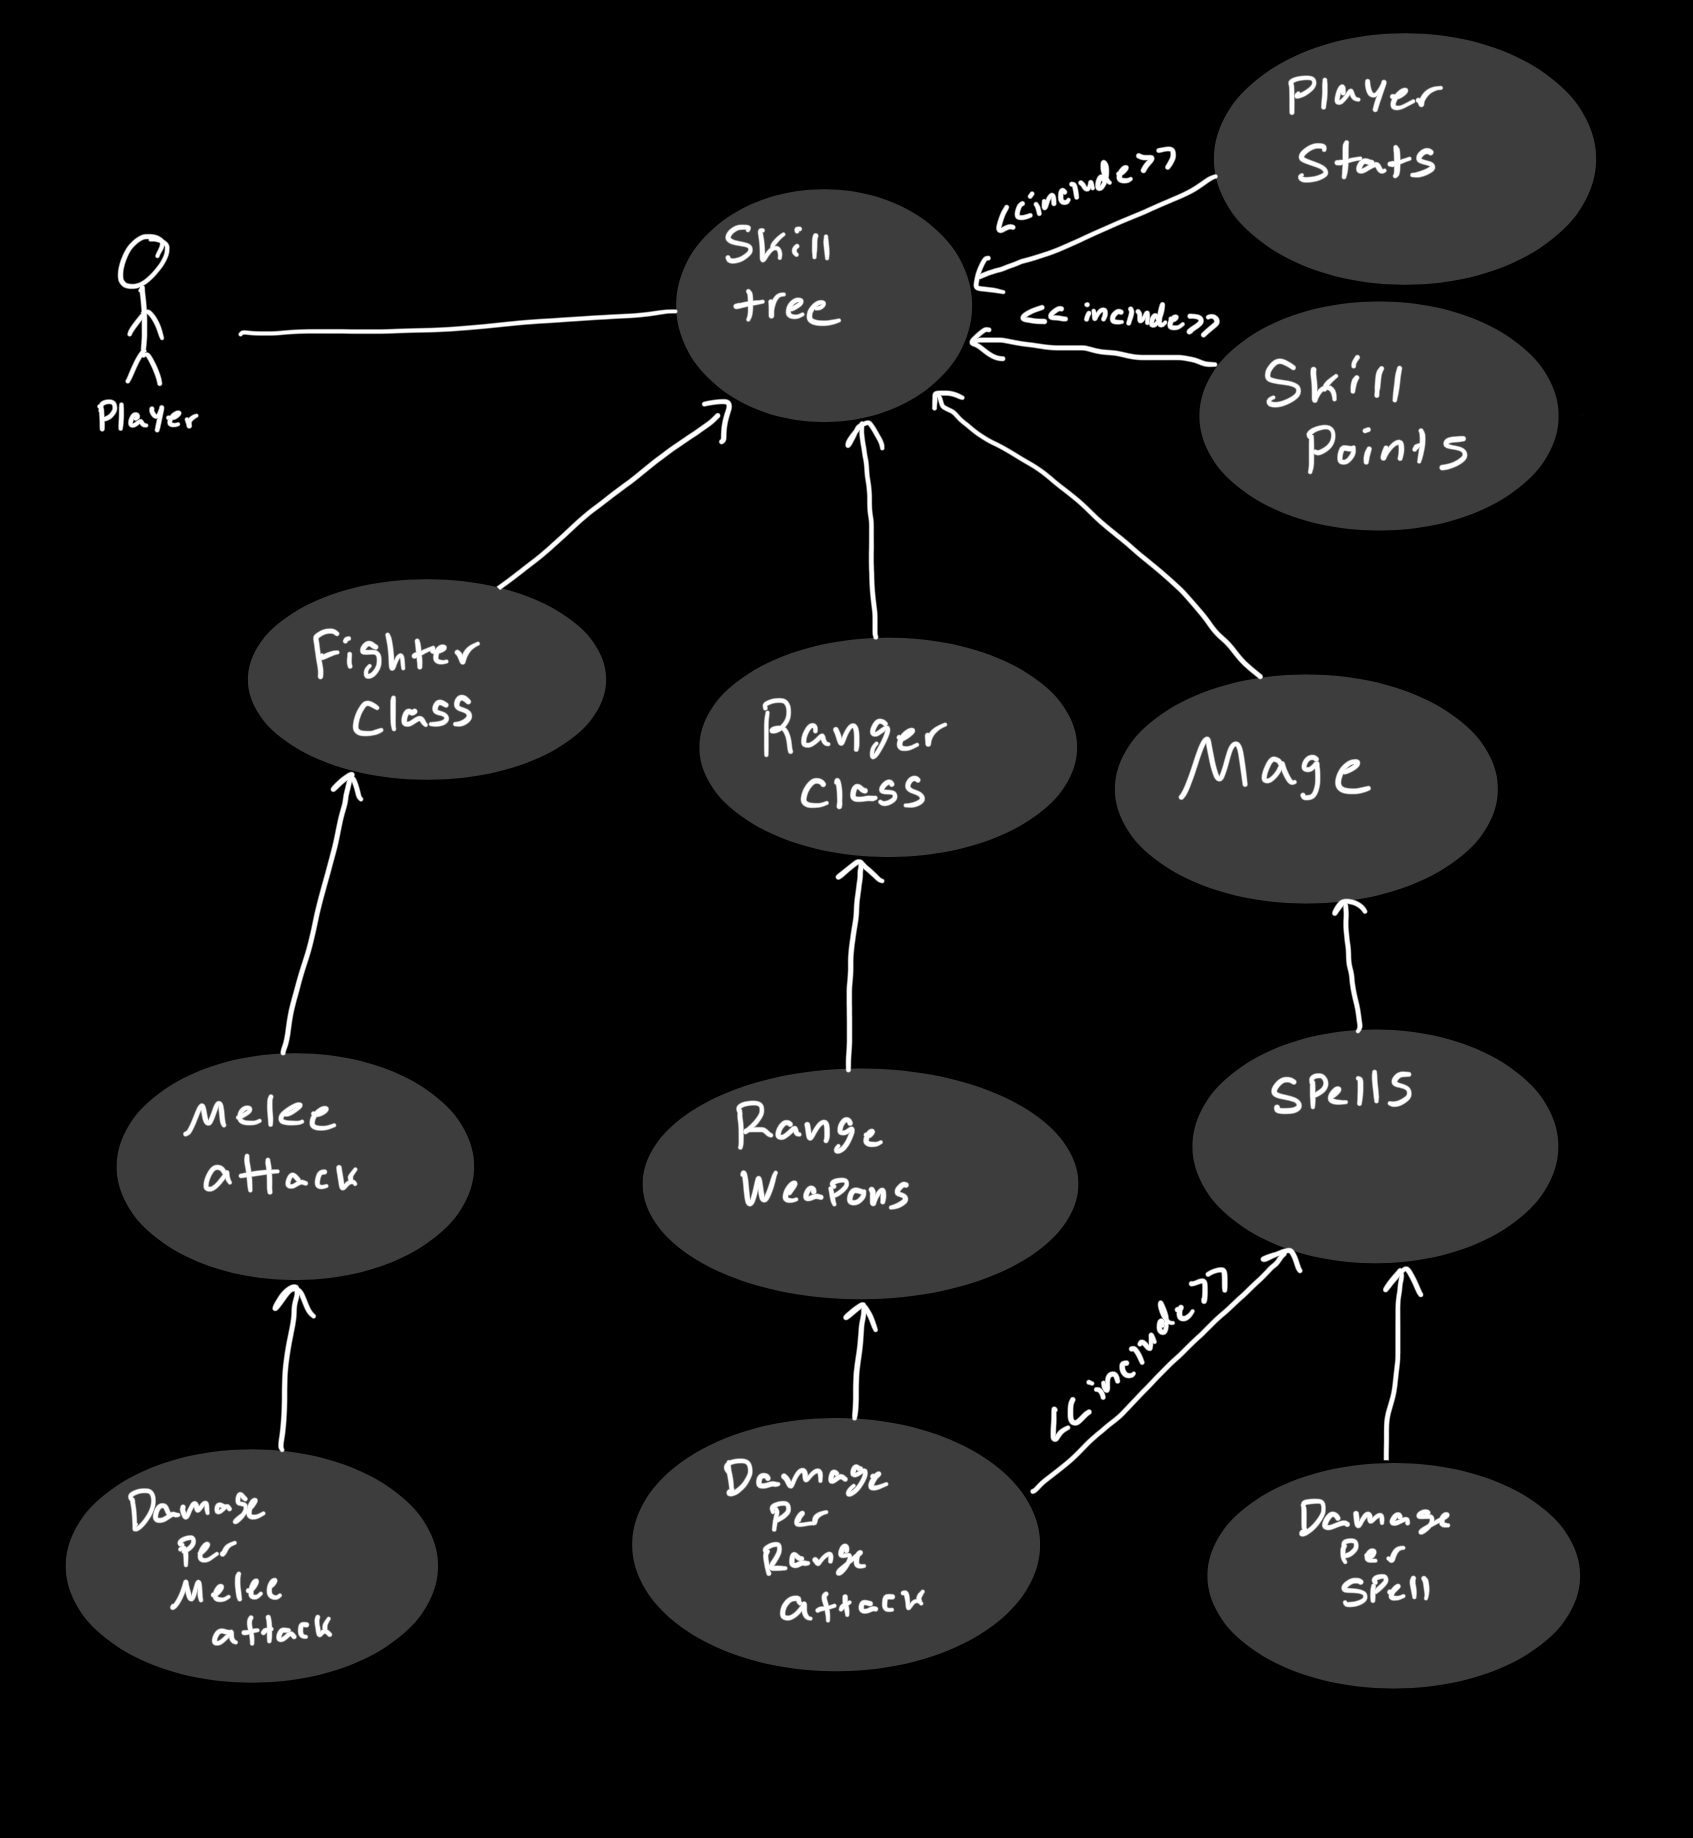 Player
Stats
<<include>>
Skill
tree
<< include>>
Skill
Points
Player
Fighter
Class
Ranger
Class
Mage
Melee
attack
Range
Weapons
Spells
<<include>>
Damage
Per
Melee
attack
Damage
Per
Range
attack
Damage
Per
Spell